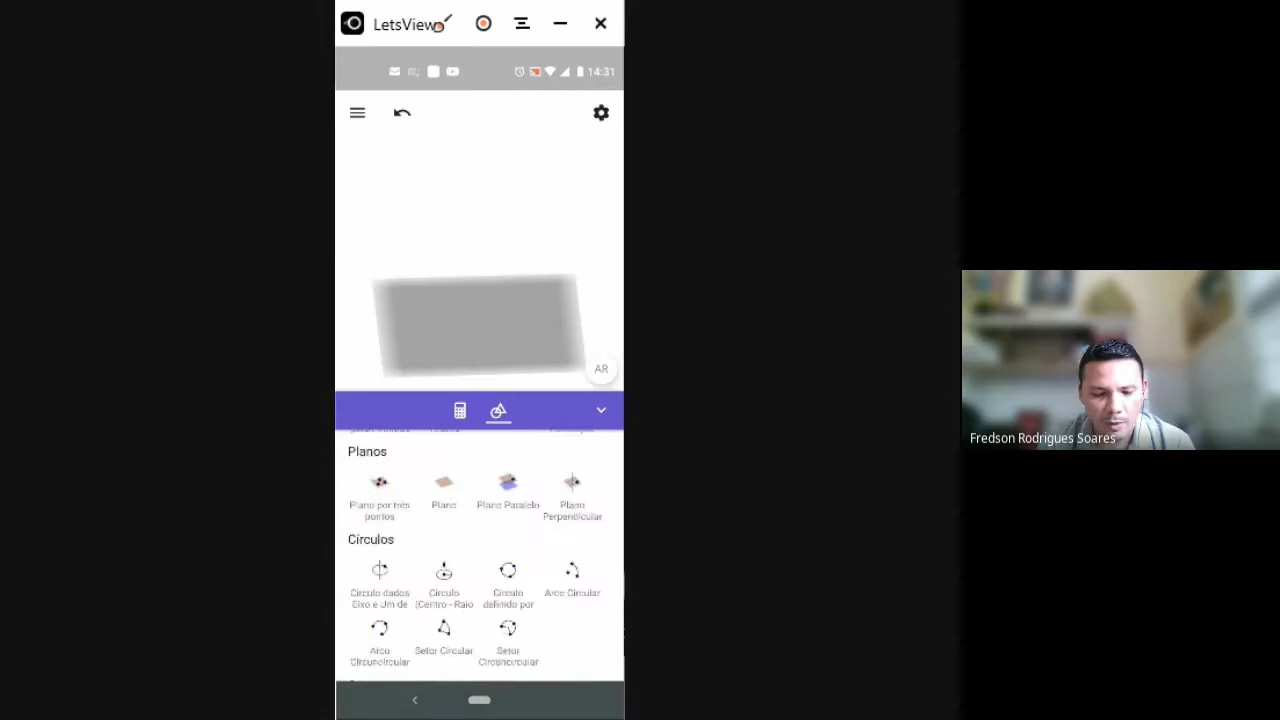 LetsView
14:31
AR
Planos
Plano por três pontos
Plano
Plano Paralelo
Plano Perpendicular
Círculos
Círculo dados Eixo e Um de
Círculo (Centro - Raio
Círculo definido por
Arco Circular
Arco Circuncircular
Setor Circular
Setor Circuncircular
Fredson Rodrigues Soares